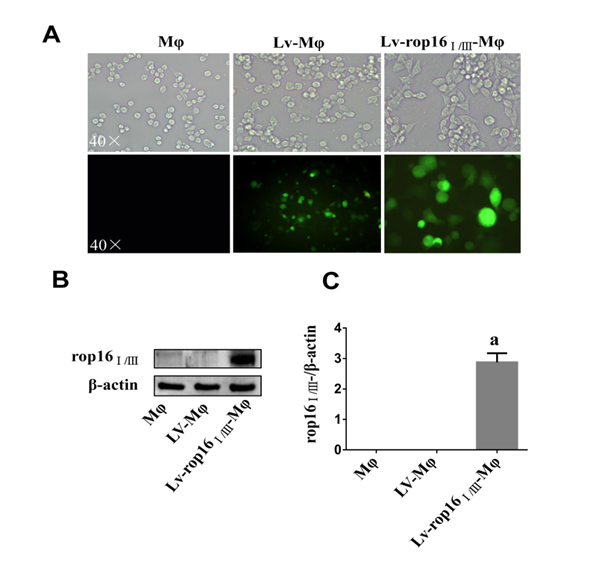 A
Mφ
Lv-Mφ
Lv-rop16 Ⅰ/Ⅲ-Mφ
40×
40×
B
rop16 Ⅰ/Ⅲ
β-actin
Mφ
LV-Mφ
Lv-rop16 Ⅰ/Ⅲ-Mφ
C
rop16 Ⅰ/Ⅲ-/β-actin
4
3
2
1
0
a
Mφ
LV-Mφ
Lv-rop16 Ⅰ/Ⅲ-Mφ